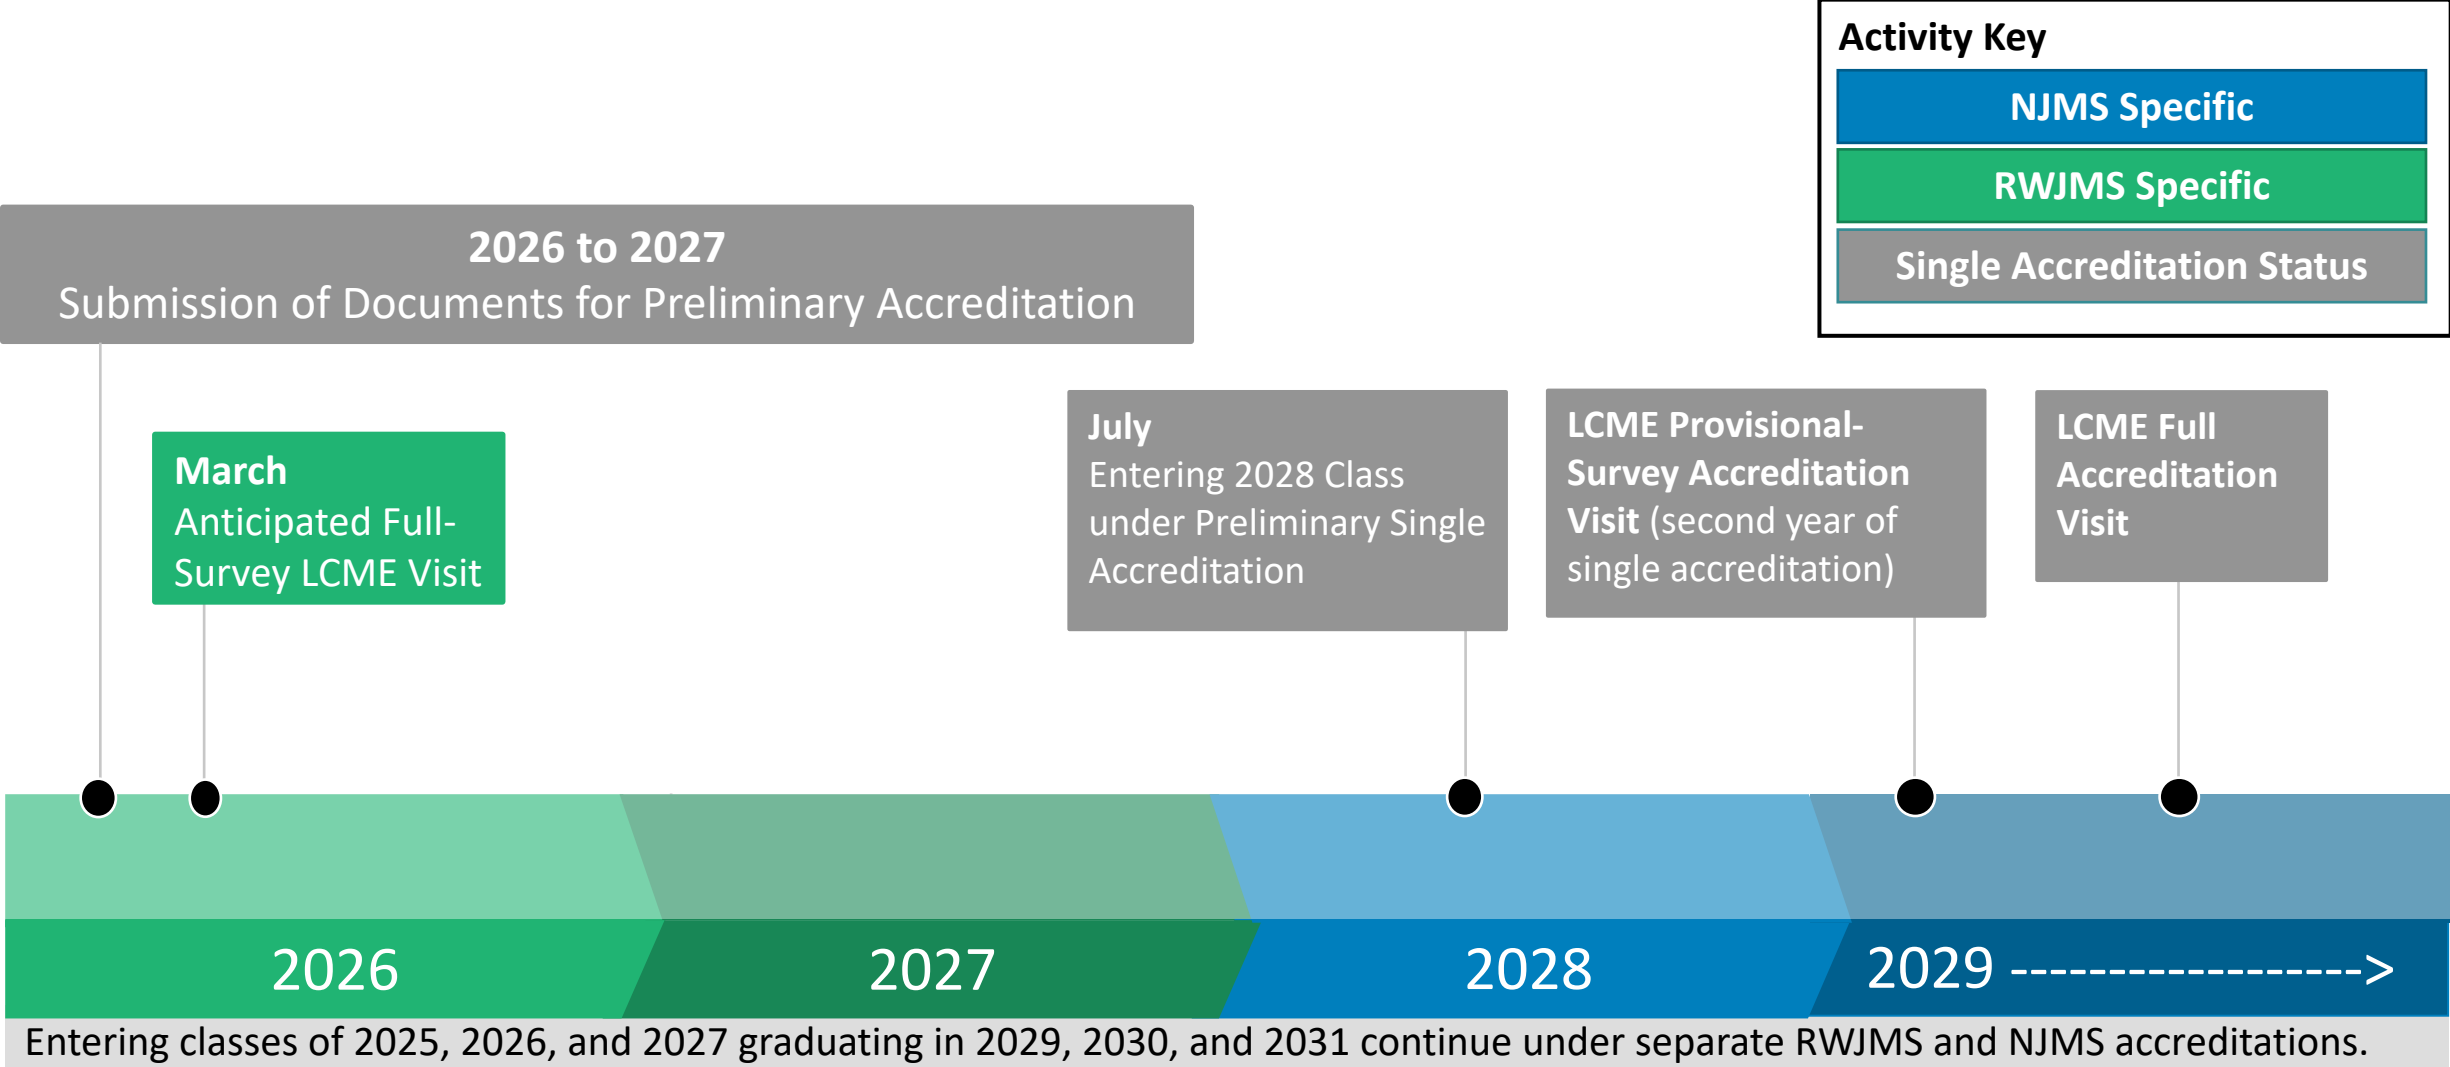 Activity Key
NJMS Specific
RWJMS Specific
Single Accreditation Status
2026 to 2027
Submission of Documents for Preliminary Accreditation
March
Anticipated Full-
Survey LCME Visit
July
Entering 2028 Class
under Preliminary Single
Accreditation
LCME Provisional-
Survey Accreditation
Visit (second year of
single accreditation)
LCME Full
Accreditation
Visit
2026
2027
2028
2029 ------------------>
Entering classes of 2025, 2026, and 2027 graduating in 2029, 2030, and 2031 continue under separate RWJMS and NJMS accreditations.